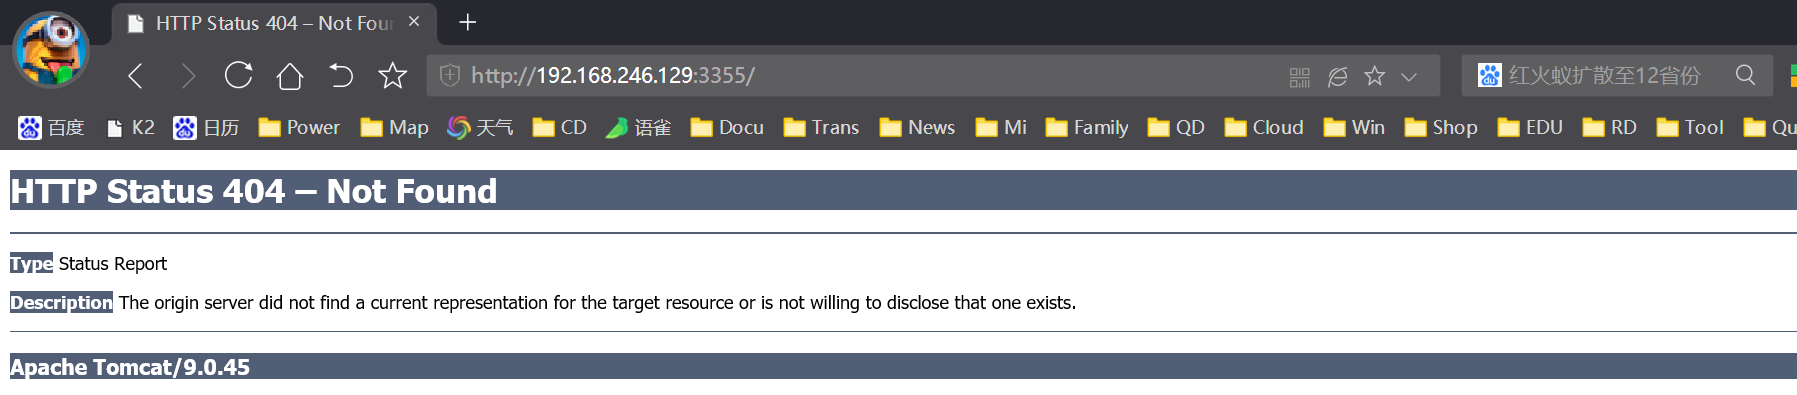 HTTP Status 404 – Not Four
http://192.168.246.129:3355/
红火蚁扩散至12省份
百度 K2 日历 Power Map 天气 CD 语雀 Docu Trans News Mi Family QD Cloud Win Shop EDU RD Tool Qu
HTTP Status 404 – Not Found
Type Status Report
Description The origin server did not find a current representation for the target resource or is not willing to disclose that one exists.
Apache Tomcat/9.0.45